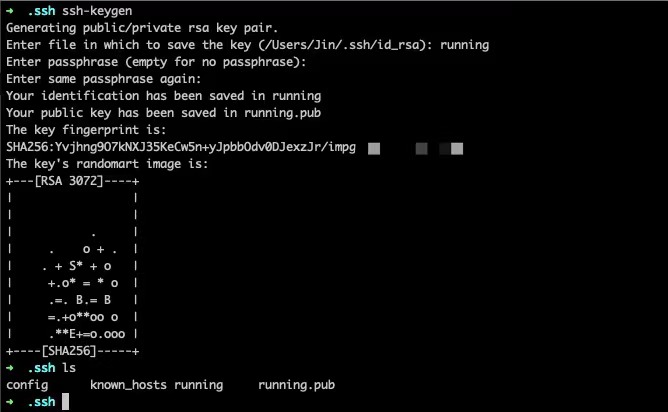 ➜  .ssh ssh-keygen
Generating public/private rsa key pair.
Enter file in which to save the key (/Users/Jin/.ssh/id_rsa): running
Enter passphrase (empty for no passphrase):
Enter same passphrase again:
Your identification has been saved in running
Your public key has been saved in running.pub
The key fingerprint is:
SHA256:Yvjhng9O7kNXJ35KeCw5n+yJpbbOdv0DJexzJr/impg
The key's randomart image is:
+---[RSA 3072]----+
|                 |
|                 |
|           .     |
|     .    o + .  |
|    . + S* + o   |
|     +.o* = * o  |
|     .=. B.= B   |
|     =.+o**oo o  |
|     .**E+=o.ooo |
+----[SHA256]-----+
➜  .ssh ls
config      known_hosts running     running.pub
➜  .ssh